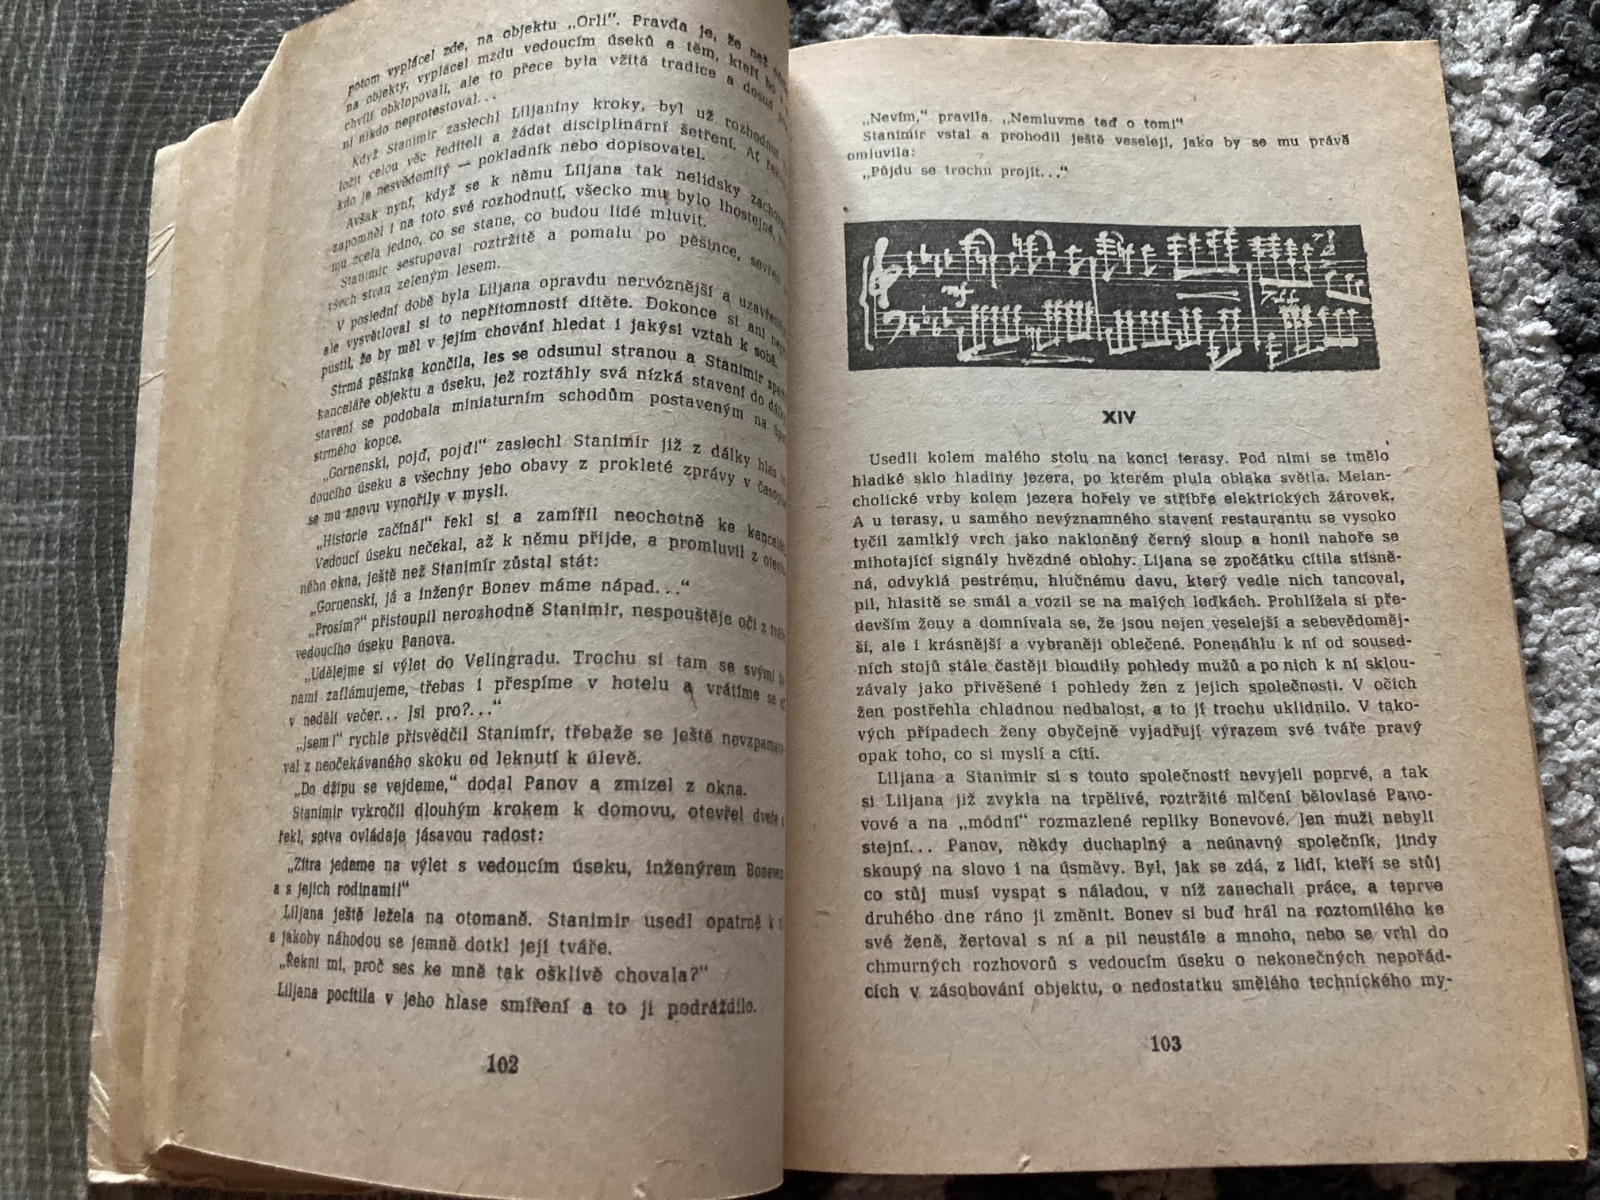 potom vyplácel zde, na objektu „Orli". Pravda je, že než
na objekty, vyplácel mzdu vedoucím úseků a těm, kteří ho v
chvíli obklopovali, ale to přece byla vžitá tradice a dosud
ní nikdo neprotestoval...
Když Stanimir zaslechl Liljaniny kroky, byl už rozhodnut
ložit celou věc řediteli a žádat disciplinární šetření. Ať
kdo je nesvědomitý — pokladník nebo dopisovatel.
Avšak nyní, když se k němu Liljana tak nelidsky
zapomněl i na toto své rozhodnutí, všecko mu bylo lhostejné,
mu zcela jedno, co se stane, co budou lidé mluvit.
Stanimir sestupoval roztržitě a pomalu po pěšince,
všech stran zeleným lesem.
V poslední době byla Liljana opravdu nervóznější a
ale vysvětloval si to nepřítomností dítěte. Dokonce si ani
pustil, že by měl v jejím chování hledat i jakýsi vztah k sobě.
Strmá pěšinka končila, les se odsunul stranou a Stanimir
kanceláře objektu a úseku, jež roztáhly svá nízká stavení do
stavení se podobala miniaturním schodům postaveným na
strmého kopce.
„Gornenski, pojď, pojď!" zaslechl Stanimir již z dálky hlas
doucího úseku a všechny jeho obavy z prokleté zprávy v
se mu znovu vynořily v mysli.
„Historie začíná!" řekl si a zamířil neochotně ke
Vedoucí úseku nečekal, až k němu přijde, a promluvil z
ného okna, ještě než Stanimir zůstal stát:
„Gornenski, já a inženýr Bonev máme nápad..."
„Prosím?" přistoupil nerozhodně Stanimir, nespouštěje oči z
vedoucího úseku Panova.
„Udělejme si výlet do Velingradu. Trochu si tam se svými
nami zaflámujeme, třebas i přespíme v hotelu a vrátíme se až
v neděli večer... Jsi pro?..."
„Jsem!" rychle přisvědčil Stanimir, třebaže se ještě
val z neočekávaného skoku od leknutí k úlevě.
„Do džípu se vejdeme," dodal Panov a zmizel z okna.
Stanimir vykročil dlouhým krokem k domovu, otevřel dveře
řekl, sotva ovládaje jásavou radost:
„Zítra jedeme na výlet s vedoucím úseku, inženýrem Bonevem
a s jejich rodinami!"
Liljana ještě ležela na otomaně. Stanimir usedl opatrně k
a jakoby náhodou se jemně dotkl její tváře.
„Řekni mi, proč ses ke mně tak ošklivě chovala?"
Liljana pocítila v jeho hlase smíření a to ji podráždilo.
102
„Nevím," pravila. „Nemluvme teď o tom!"
Stanimir vstal a prohodil ještě veseleji, jako by se mu právě
omluvila:
„Půjdu se trochu projít..."
mf
ff
XIV
Usedli kolem malého stolu na konci terasy. Pod nimi se tmělo
hladké sklo hladiny jezera, po kterém plula oblaka světla. Melan-
cholické vrby kolem jezera hořely ve stříbře elektrických žárovek.
A u terasy, u samého nevýznamného stavení restaurantu se vysoko
tyčil zamlklý vrch jako nakloněný černý sloup a honil nahoře se
mihotající signály hvězdné oblohy. Lijana se zpočátku cítila stísně-
ná, odvyklá pestrému, hlučnému davu, který vedle nich tancoval,
pil, hlasitě se smál a vozil se na malých loďkách. Prohlížela si pře-
devším ženy a domnívala se, že jsou nejen veselejší a sebevědoměj-
ší, ale i krásnější a vybraněji oblečené. Ponenáhlu k ní od soused-
ních stojů stále častěji bloudily pohledy mužů a po nich k ní sklou-
závaly jako přivěšené i pohledy žen z jejich společnosti. V očích
žen postřehla chladnou nedbalost, a to jí trochu uklidnilo. V tako-
vých případech ženy obyčejně vyjadřují výrazem své tváře pravý
opak toho, co si myslí a cítí.
Liljana a Stanimir si s touto společností nevyjeli poprvé, a tak
si Liljana již zvykla na trpělivé, roztržité mlčení bělovlasé Pano-
vové a na „módní" rozmazlené repliky Bonevové. Jen muži nebyli
stejní... Panov, někdy duchaplný a neúnavný společník, jindy
skoupý na slovo i na úsměvy. Byl, jak se zdá, z lidí, kteří se stůj
co stůj musí vyspat s náladou, v níž zanechali práce, a teprve
druhého dne ráno ji změnit. Bonev si buď hrál na roztomilého ke
své ženě, žertoval s ní a pil neustále a mnoho, nebo se vrhl do
chmurných rozhovorů s vedoucím úseku o nekonečných nepořád-
cích v zásobování objektu, o nedostatku smělého technického my-
103